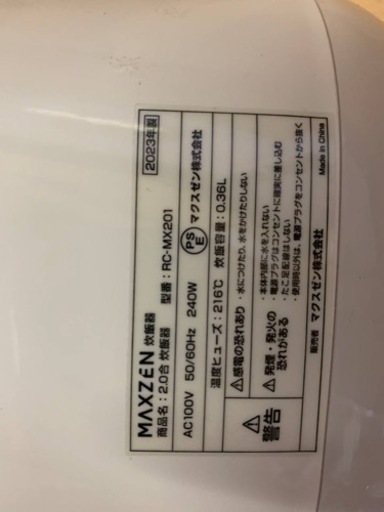 MAXZEN 炊飯器
商品名：2.0合 炊飯器 型番：RC-MX201 2023年製
AC100V 50/60Hz 240W PSE マクスゼン株式会社
温度ヒューズ：216℃ 炊飯容量：0.36L
警告
感電の恐れあり ・水につけたり、水をかけたりしない
発煙・発火の恐れがある
・本体内部に水を入れない
・電源プラグはコンセントに確実に差し込む
・たこ足配線はしない
・使用時以外は、電源プラグをコンセントから抜く
販売者 マクスゼン株式会社 Made in China